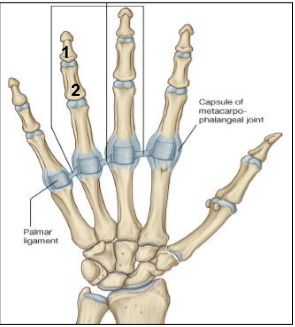 1
2
Capsule of
metacarpo-
phalangeal joint
Palmar
ligament